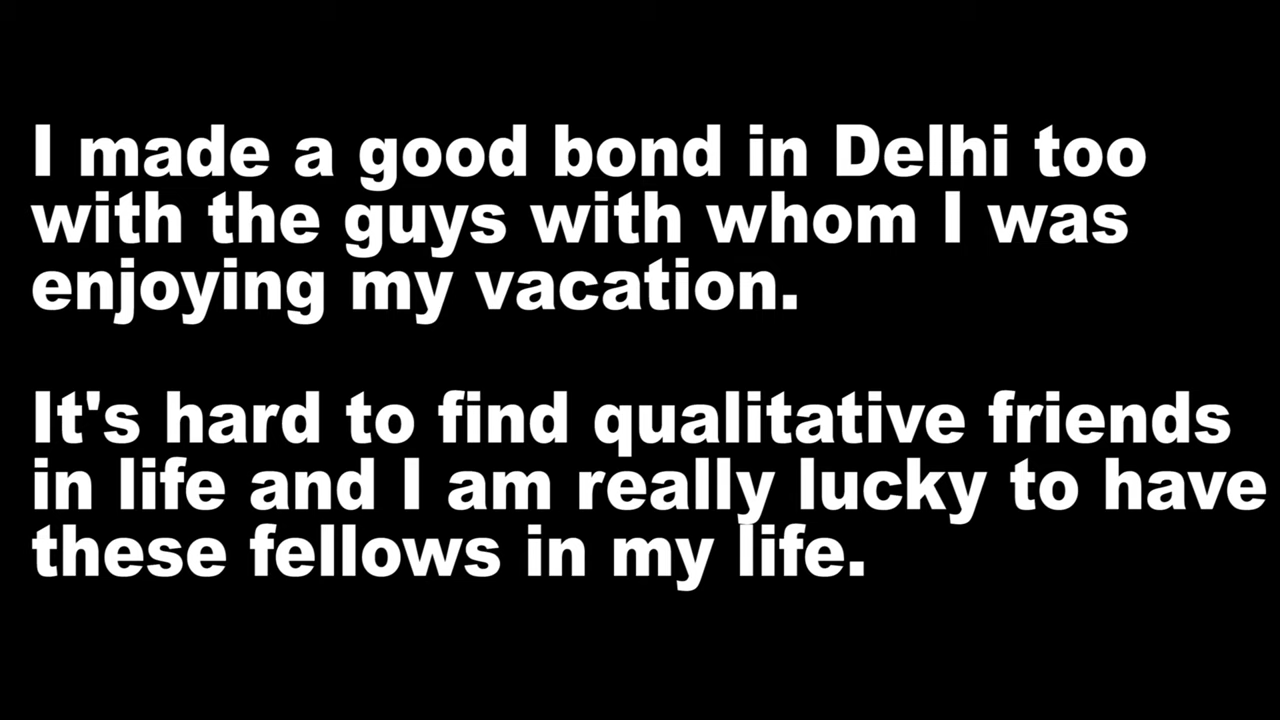 I made a good bond in Delhi too
with the guys with whom I was
enjoying my vacation.
It's hard to find qualitative friends
in life and I am really lucky to have
these fellows in my life.